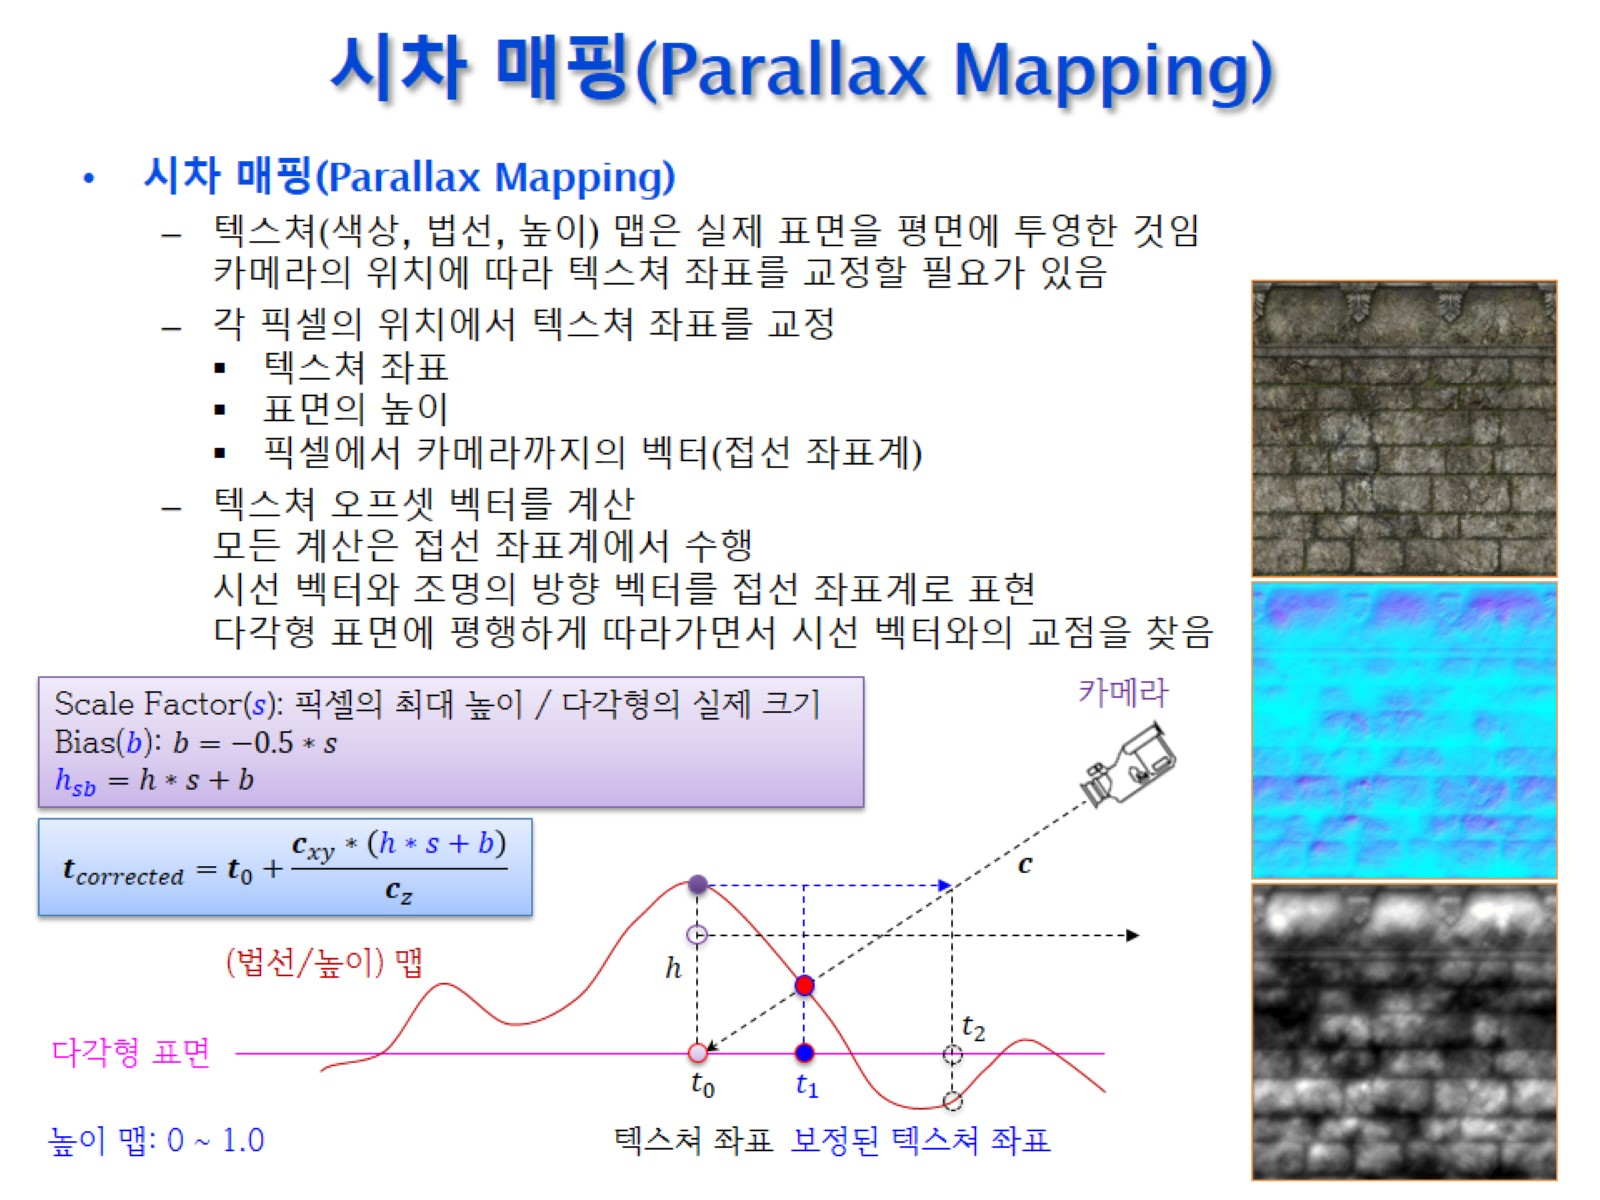 시차 매핑(Parallax Mapping)
• 시차 매핑(Parallax Mapping)
– 텍스쳐(색상, 법선, 높이) 맵은 실제 표면을 평면에 투영한 것임
카메라의 위치에 따라 텍스쳐 좌표를 교정할 필요가 있음
– 각 픽셀의 위치에서 텍스쳐 좌표를 교정
▪ 텍스쳐 좌표
▪ 표면의 높이
▪ 픽셀에서 카메라까지의 벡터(접선 좌표계)
– 텍스쳐 오프셋 벡터를 계산
모든 계산은 접선 좌표계에서 수행
시선 벡터와 조명의 방향 벡터를 접선 좌표계로 표현
다각형 표면에 평행하게 따라가면서 시선 벡터와의 교점을 찾음
Scale Factor(s): 픽셀의 최대 높이 / 다각형의 실제 크기
Bias(b): b = −0.5 * s
h_sb = h * s + b
t_corrected = t_0 + c_xy * (h * s + b) / c_z
카메라
c
(법선/높이) 맵
h
다각형 표면
t_0
t_1
t_2
높이 맵: 0 ~ 1.0
텍스쳐 좌표 보정된 텍스쳐 좌표